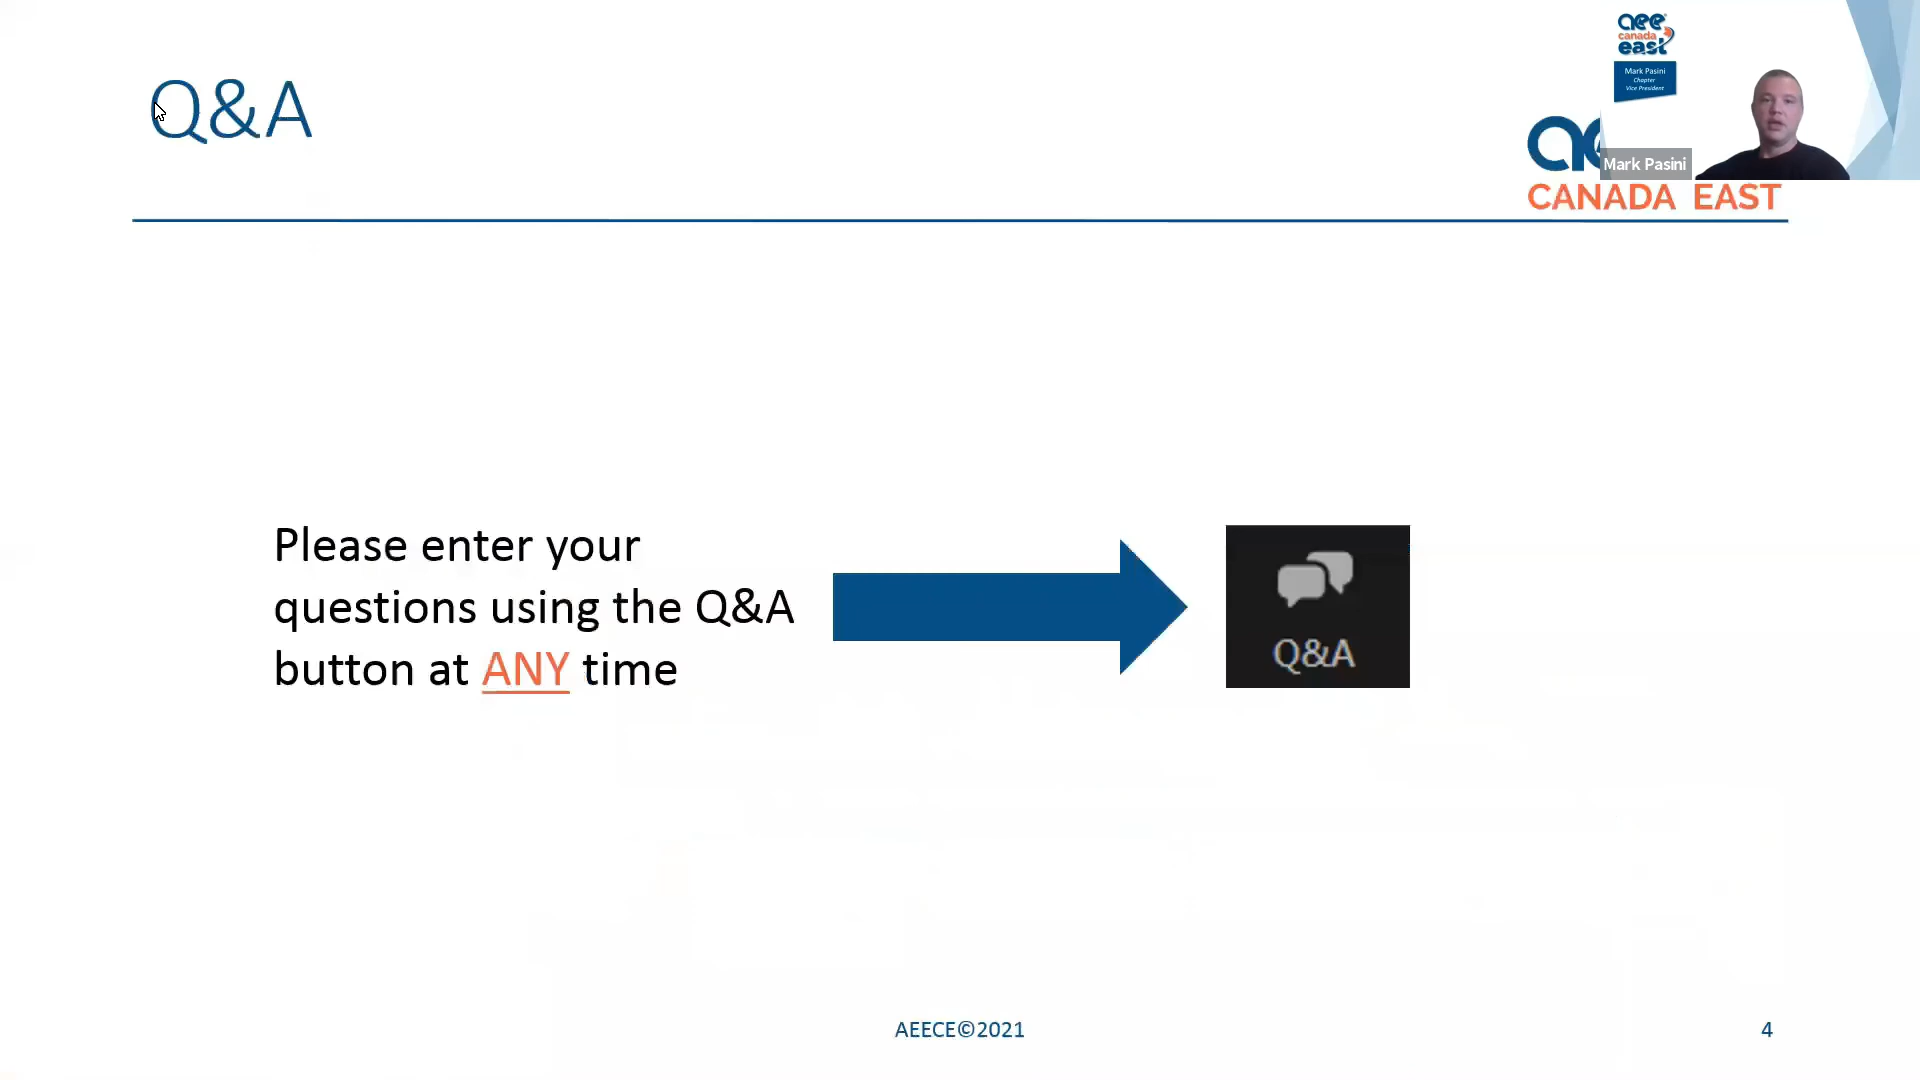 Q&A
aee
canada
east
Mark Pasini
Chapter
Vice President
Mark Pasini
CANADA EAST
Please enter your
questions using the Q&A
button at ANY time
Q&A
AEECE©2021
4